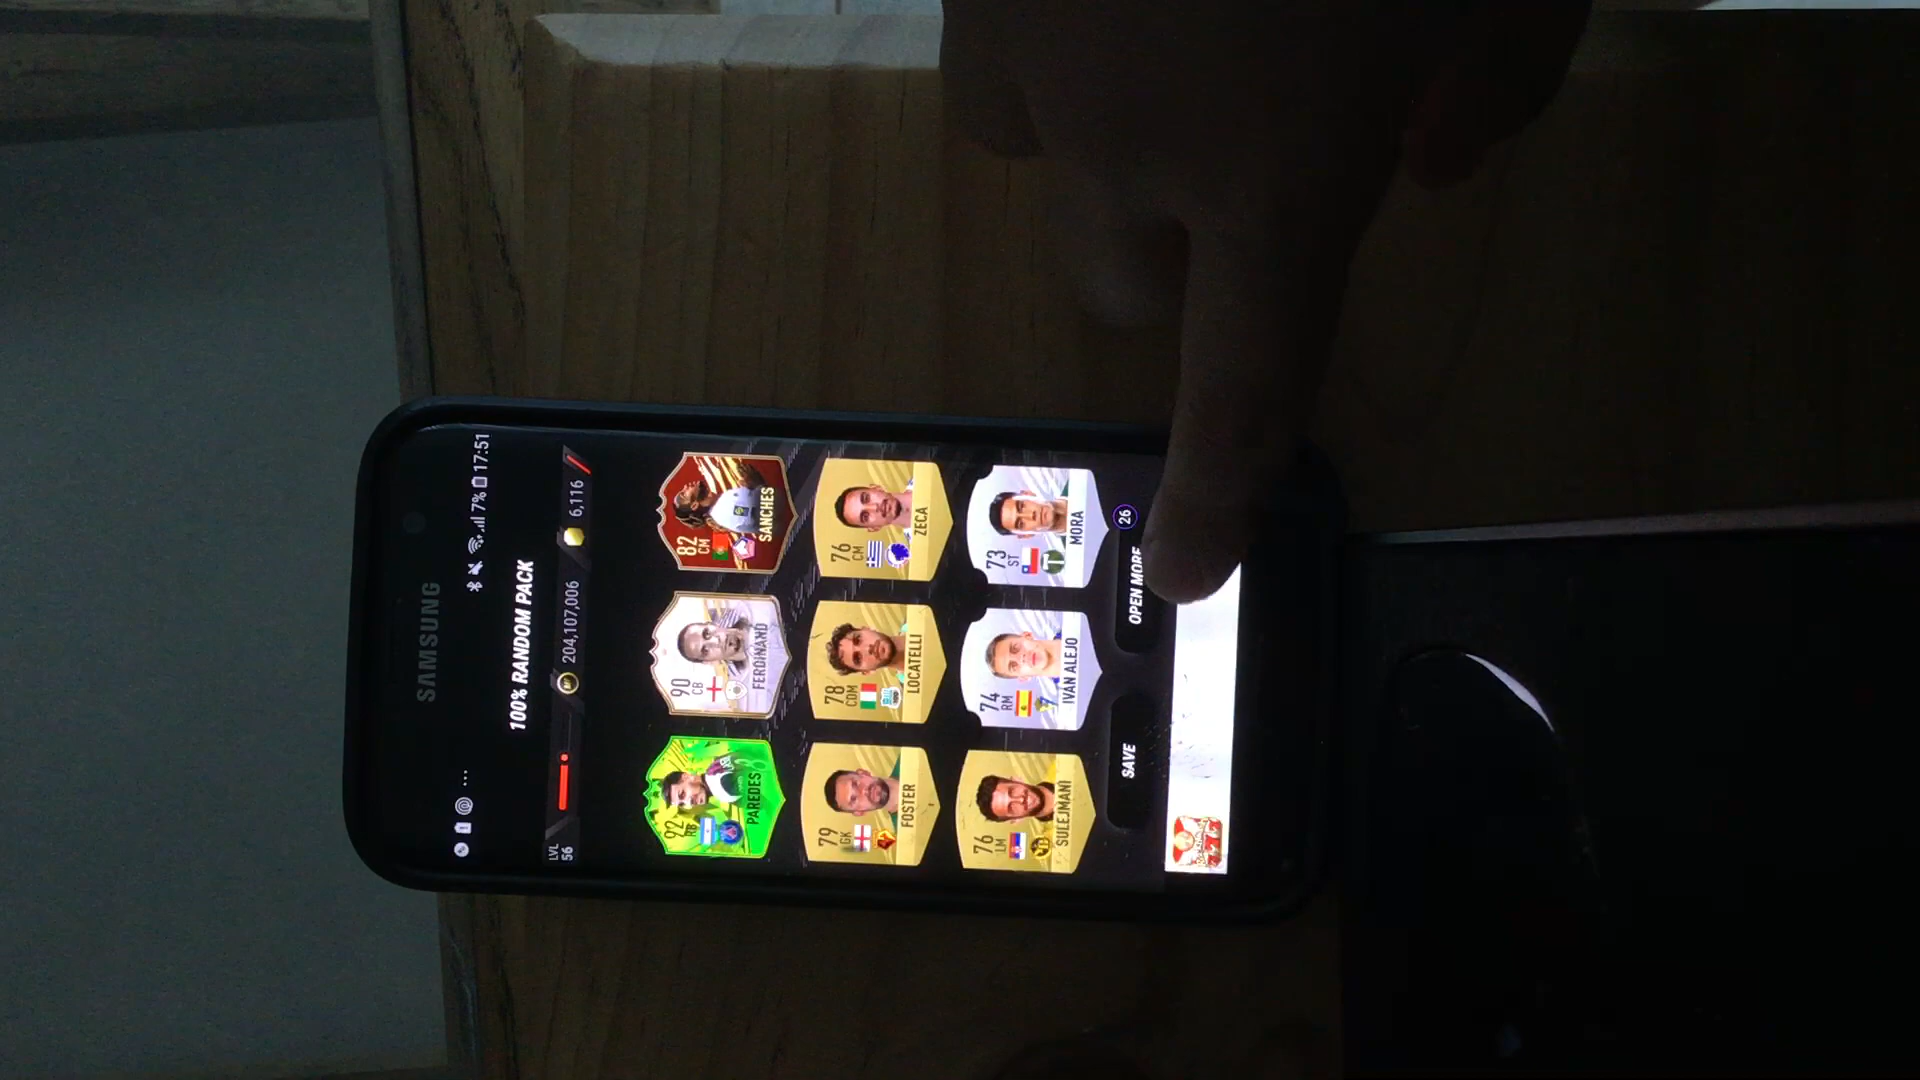 SAMSUNG
7% 17:51
100% RANDOM PACK
LVL
56
204,107,006
6,116
92
RB
PAREDES
90
CB
FERDINAND
82
CM
SANCHES
79
GK
FOSTER
78
CDM
LOCATELLI
76
CM
ZECA
76
LM
SULEJMANI
74
RM
IVÁN ALEJO
73
ST
MORA
SAVE
OPEN MORE
26